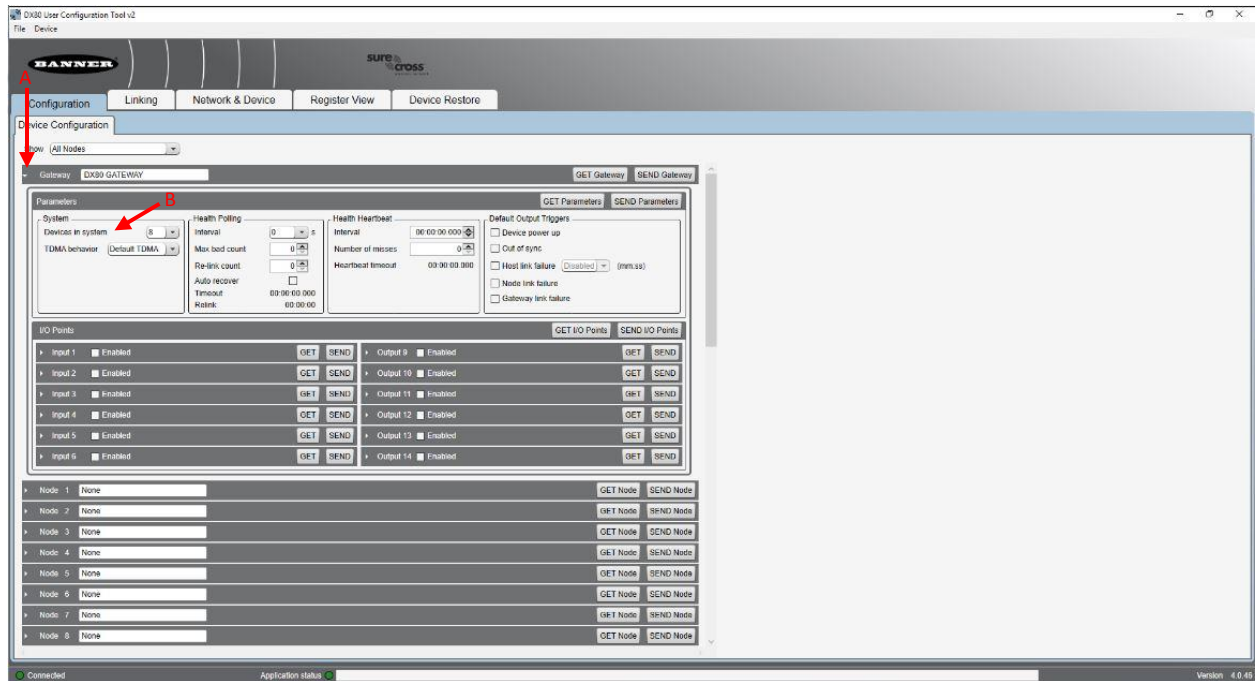 DX80 User Configuration Tool v2
File Device
BANNER
sure cross
A
Configuration Linking Network & Device Register View Device Restore
Device Configuration
Show All Nodes
Gateway DX80 GATEWAY GET Gateway SEND Gateway
B
Parameters GET Parameters SEND Parameters
System Health Polling Health Heartbeat Default Output Triggers
Devices in system 8 Interval 0 s Interval 00:00:00.000 Device power up
TDMA behavior Default TDMA Max bad count 0 Number of misses 0 Out of sync
Re-link count 0 Heartbeat timeout 00:00:00.000 Host link failure Disabled (mm:ss)
Auto recover Node link failure
Timeout 00:00:00.000 Gateway link failure
Relink 00:00:00
I/O Points GET I/O Points SEND I/O Points
Input 1 Enabled GET SEND Output 9 Enabled GET SEND
Input 2 Enabled GET SEND Output 10 Enabled GET SEND
Input 3 Enabled GET SEND Output 11 Enabled GET SEND
Input 4 Enabled GET SEND Output 12 Enabled GET SEND
Input 5 Enabled GET SEND Output 13 Enabled GET SEND
Input 6 Enabled GET SEND Output 14 Enabled GET SEND
Node 1 None GET Node SEND Node
Node 2 None GET Node SEND Node
Node 3 None GET Node SEND Node
Node 4 None GET Node SEND Node
Node 5 None GET Node SEND Node
Node 6 None GET Node SEND Node
Node 7 None GET Node SEND Node
Node 8 None GET Node SEND Node
Connected Application status Version 4.0.46